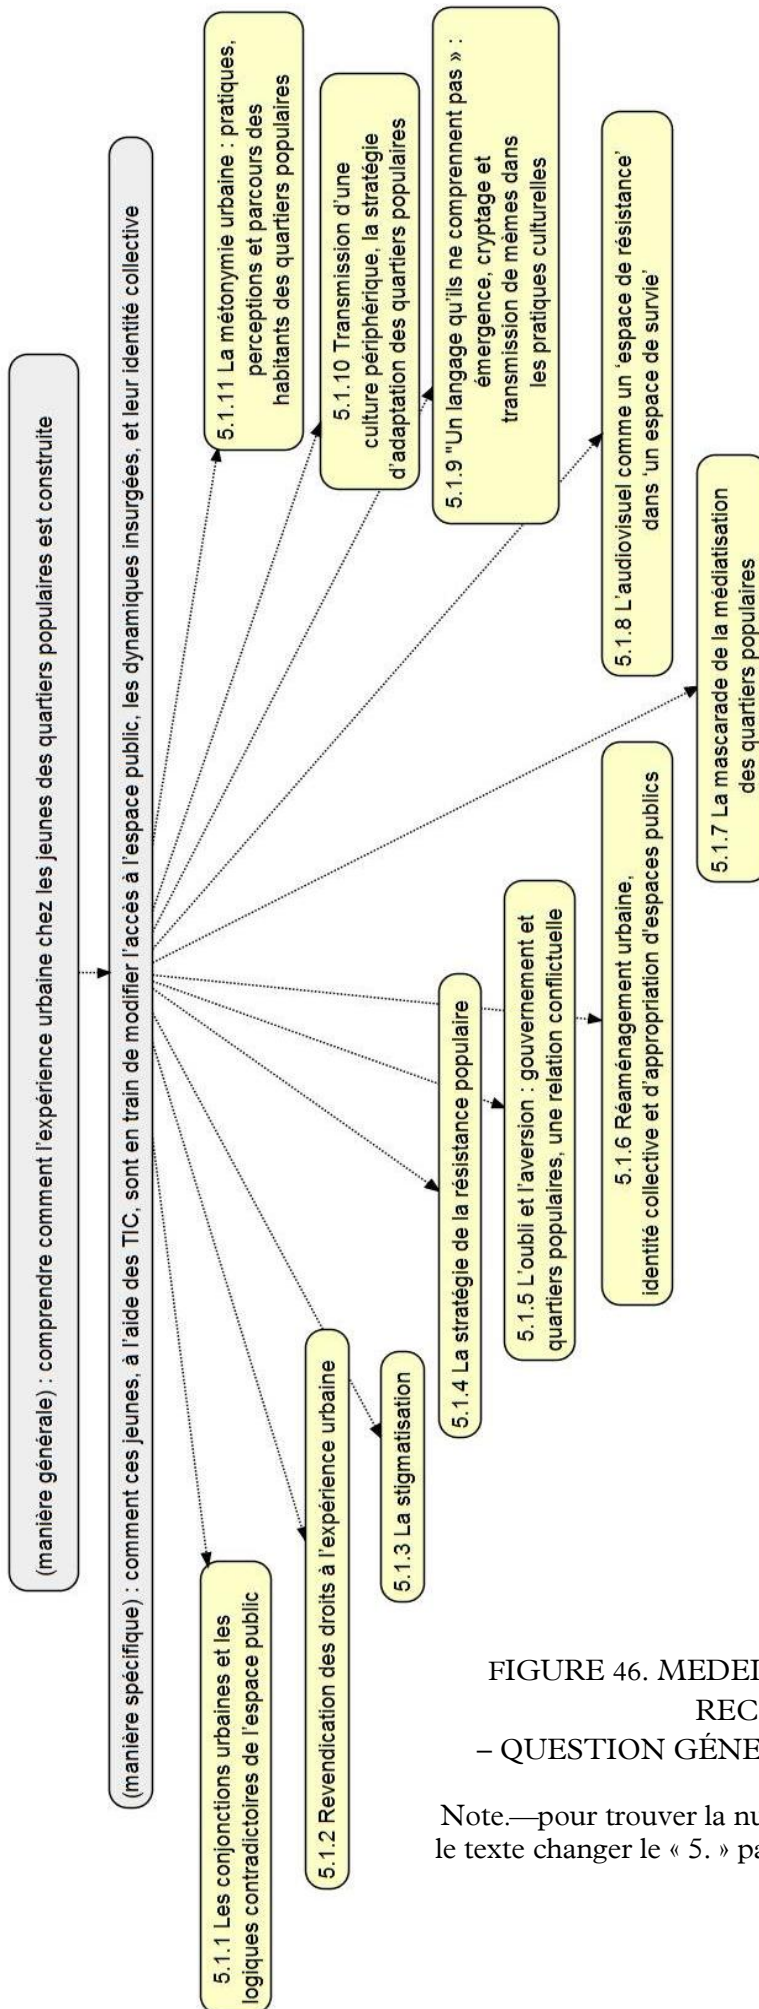 (manière générale) : comprendre comment l'expérience urbaine chez les jeunes des quartiers populaires est construite
(manière spécifique) : comment ces jeunes, à l'aide des TIC, sont en train de modifier l'accès à l'espace public, les dynamiques insurgées, et leur identité collective
5.1.1 Les conjonctions urbaines et les
logiques contradictoires de l'espace public
5.1.2 Revendication des droits à l'expérience urbaine
5.1.3 La stigmatisation
5.1.4 La stratégie de la résistance populaire
5.1.5 L'oubli et l'aversion : gouvernement et
quartiers populaires, une relation conflictuelle
5.1.6 Réaménagement urbaine,
identité collective et d'appropriation d'espaces publics
5.1.7 La mascarade de la médiatisation
des quartiers populaires
5.1.8 L'audiovisuel comme un 'espace de résistance'
dans 'un espace de survie'
5.1.9 "Un langage qu'ils ne comprennent pas » :
émergence, cryptage et
transmission de mèmes dans
les pratiques culturelles
5.1.10 Transmission d'une
culture périphérique, la stratégie
d'adaptation des quartiers populaires
5.1.11 La métonymie urbaine : pratiques,
perceptions et parcours des
habitants des quartiers populaires
FIGURE 46.
REC
– QUESTION
Note.—pour trouver la
le texte changer le « 5. »